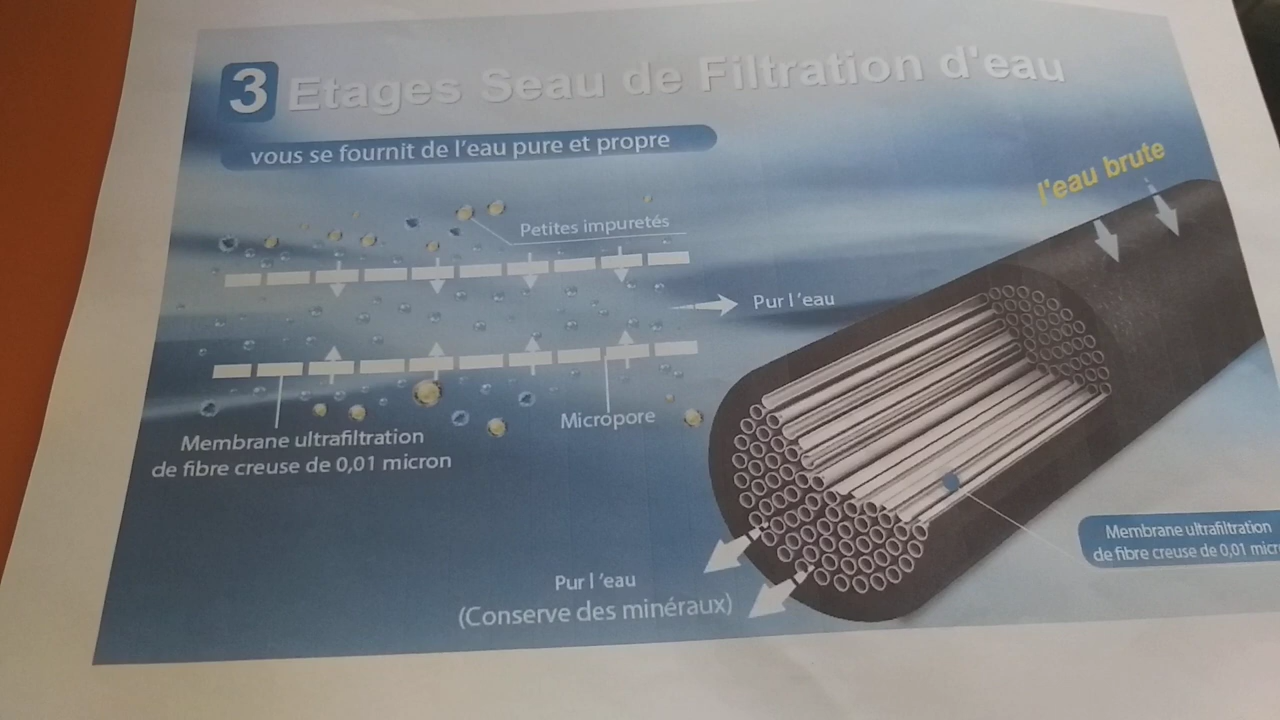 3 Etages Seau de Filtration d'eau
vous se fournit de l'eau pure et propre
l'eau brute
Petites impuretés
Pur l 'eau
Micropore
Membrane ultrafiltration
de fibre creuse de 0,01 micron
Membrane ultrafiltration
de fibre creuse de 0,01
Pur l 'eau
(Conserve des minéraux)